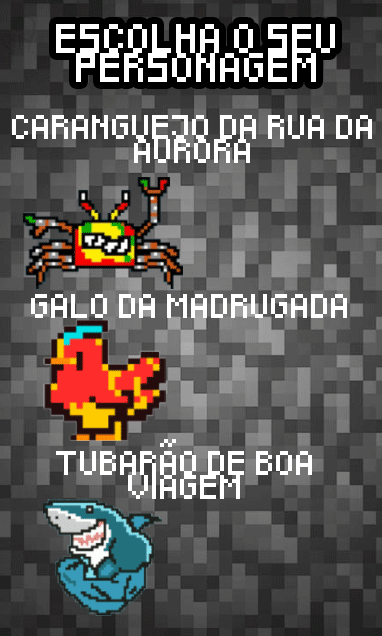 ESCOLHA O SEU
PERSONAGEM
CARANGUEJO DA RUA DA
AURORA
GALO DA MADRUGADA
TUBARÃO DE BOA
VIAGEM